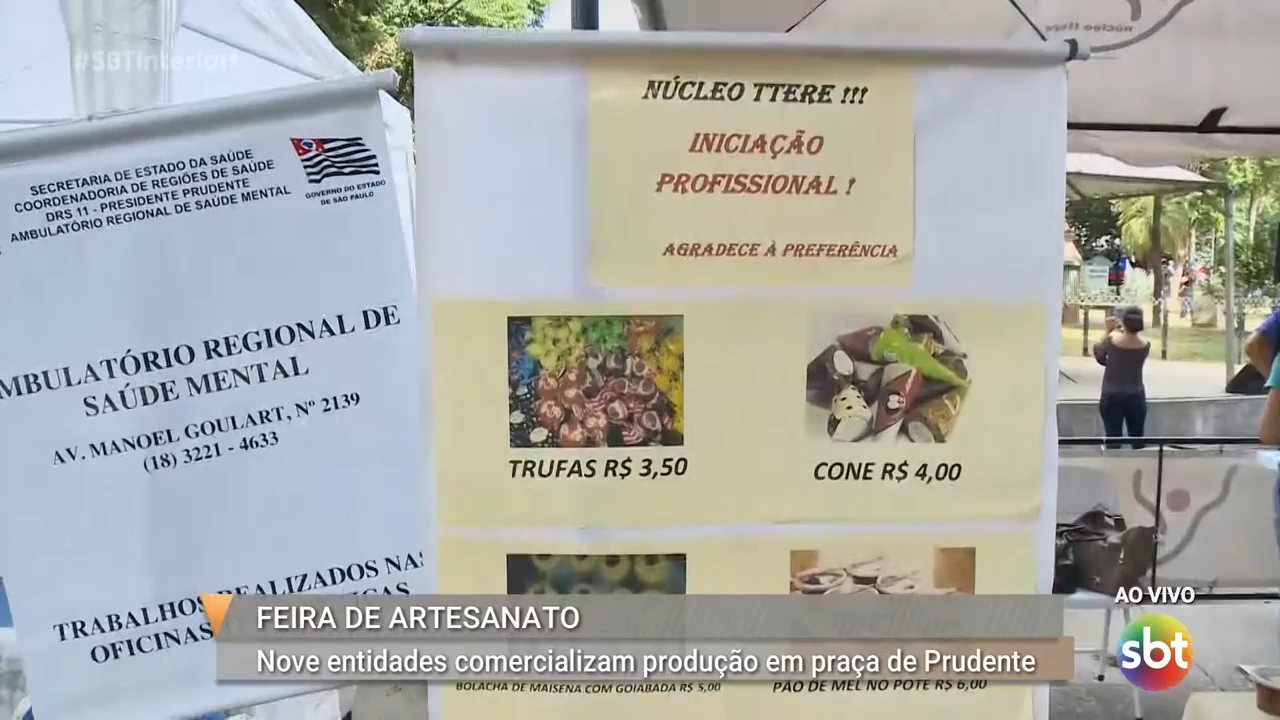 #SBTInterior
SECRETARIA DE ESTADO DA SAÚDE
COORDENADORIA DE REGIÕES DE SAÚDE
DRS 11 - PRESIDENTE PRUDENTE
AMBULATÓRIO REGIONAL DE SAÚDE MENTAL
GOVERNO DO ESTADO
DE SÃO PAULO
MBULATÓRIO REGIONAL DE
SAÚDE MENTAL
AV. MANOEL GOULART, Nº 2139
(18) 3221 - 4633
TRABALHOS REALIZADOS NAS
OFICINAS
NÚCLEO TTERE !!!
INICIAÇÃO
PROFISSIONAL !
AGRADECE À PREFERÊNCIA
TRUFAS R$ 3,50
CONE R$ 4,00
BOLACHA DE MAISENA COM GOIABADA R$ 5,00
PÃO DE MEL NO POTE R$ 6,00
FEIRA DE ARTESANATO
Nove entidades comercializam produção em praça de Prudente
AO VIVO
sbt